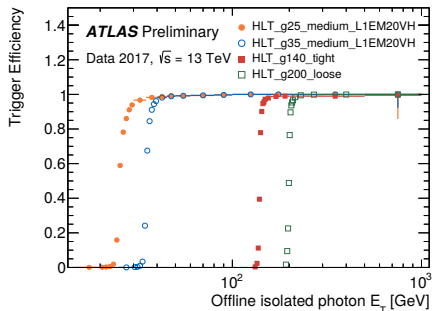 ATLAS Preliminary
Data 2017, √s = 13 TeV
HLT_g25_medium_L1EM20VH
HLT_g35_medium_L1EM20VH
HLT_g140_tight
HLT_g200_loose
Trigger Efficiency
1.4
1.2
1
0.8
0.6
0.4
0.2
0
10²
10³
Offline isolated photon E_T [GeV]